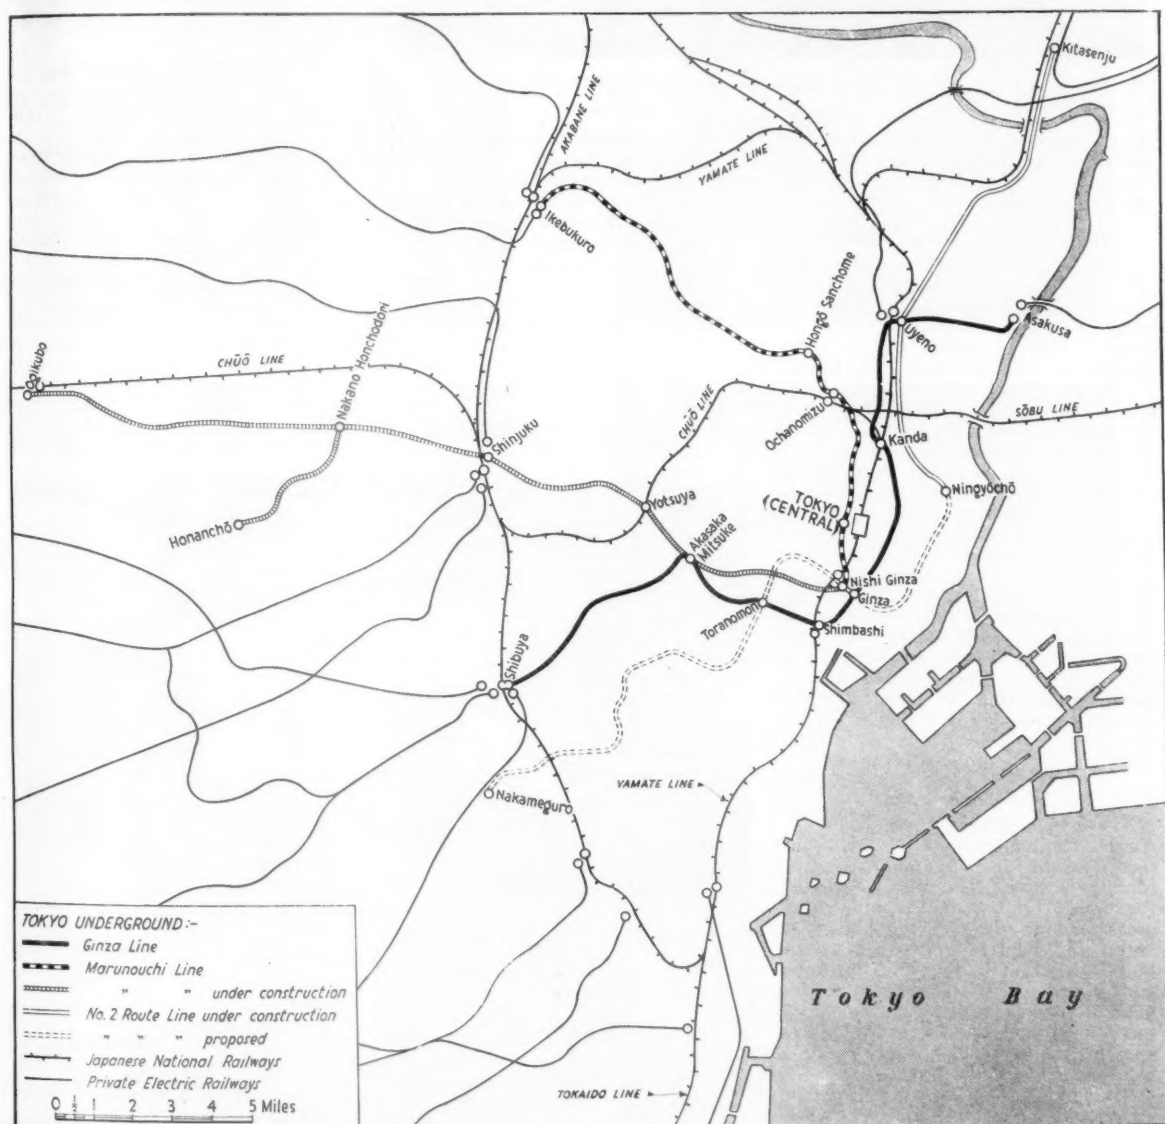 Kitasenju
AKABANE LINE
YAMATE LINE
Ikebukuro
Hongō Sanchome
Uyeno
Asakusa
Nakano Honchodori
CHŪŌ LINE
CHŪŌ LINE
Ochanomizu
SŌBU LINE
Kanda
Shinjuku
Ningyōchō
Yotsuya
TOKYO
(CENTRAL)
Honanchō
Akasaka
Mitsuke
Nishi Ginza
Ginza
Toranomon
Shimbashi
Shibuya
YAMATE LINE
Nakameguro
TOKYO UNDERGROUND:-
Ginza Line
Marunouchi Line
" " under construction
No. 2 Route Line under construction
" " " proposed
Japanese National Railways
Private Electric Railways
0 ½ 1 2 3 4 5 Miles
Tokyo Bay
TOKAIDO LINE